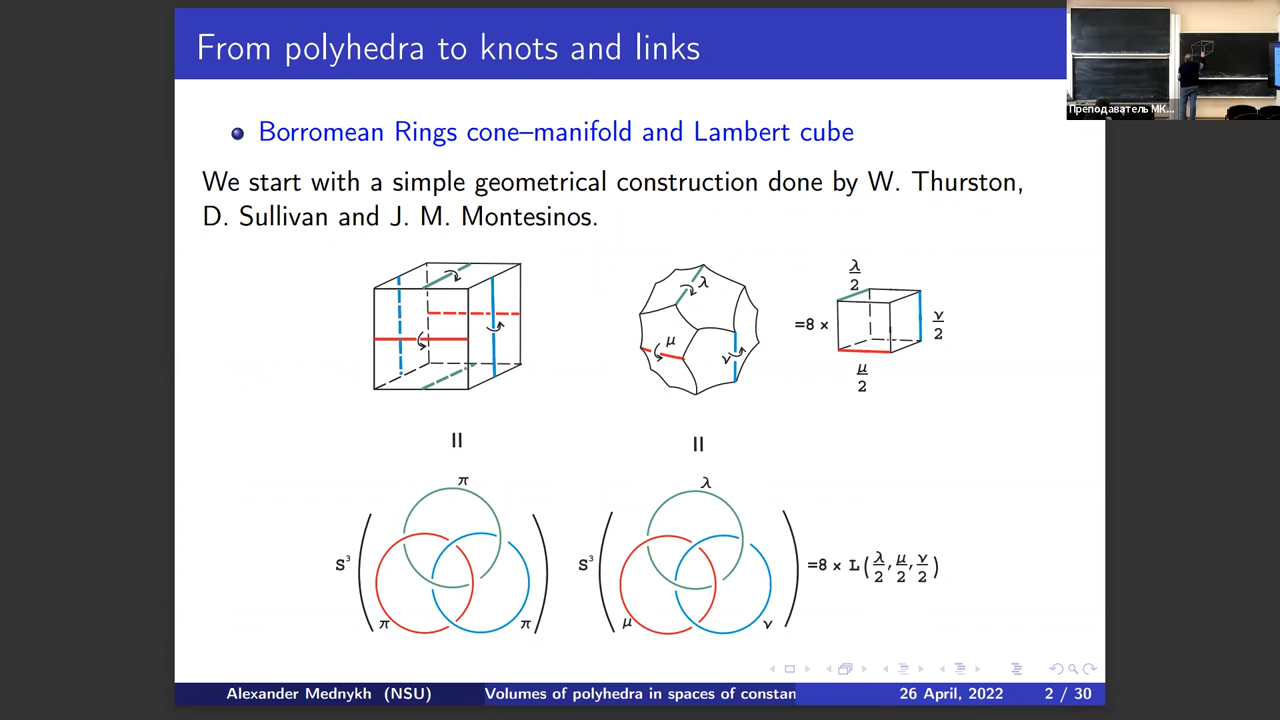 From polyhedra to knots and links
Преподаватель МК...
Borromean Rings cone–manifold and Lambert cube
We start with a simple geometrical construction done by W. Thurston,
D. Sullivan and J. M. Montesinos.
λ
μ
ν
=8 ×
λ/2
ν/2
μ/2
=
=
S³ ( π π π )
S³ ( λ μ ν ) =8 × L(λ/2, μ/2, ν/2)
Alexander Mednykh (NSU) Volumes of polyhedra in spaces of constan 26 April, 2022 2 / 30